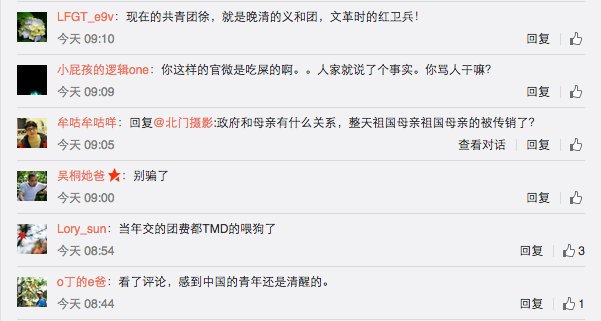 LFGT_e9v：现在的共青团徐，就是晚清的义和团，文革时的红卫兵！
今天 09:10 回复
小屁孩的逻辑one：你这样的官微是吃屎的啊。。人家就说了个事实。你骂人干嘛？
今天 09:09 回复
牟咕牟咕咩：回复@北门摄影:政府和母亲有什么关系，整天祖国母亲祖国母亲的被传销了？
今天 09:05 查看对话 回复
吴桐她爸：别骗了
今天 09:00 回复
Lory_sun：当年交的团费都TMD的喂狗了
今天 08:54 回复 3
o丁的e爸：看了评论，感到中国的青年还是清醒的。
今天 08:44 回复 1